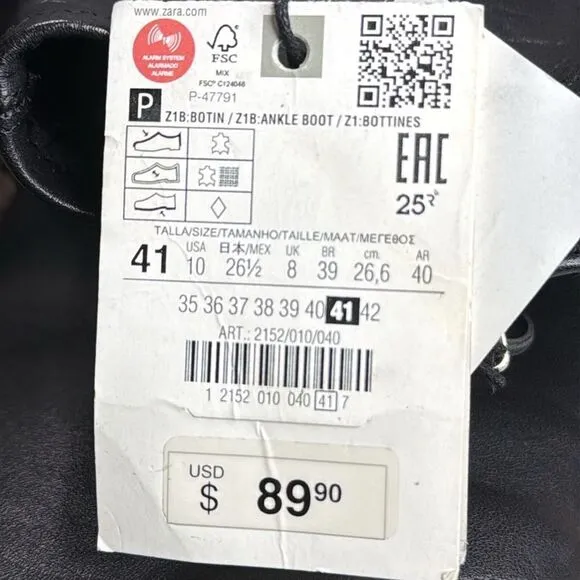 www.zara.com
ALARM SYSTEM
ALARMADO
ALARME
FSC
MIX
FSC® C124046
P-47791
P
Z1B:BOTIN / Z1B:ANKLE BOOT / Z1:BOTTINES
EAC
25
TALLA/SIZE/TAMANHO/TAILLE/MAAT/ΜΕΓΕΘΟΣ
USA 日本/MEX UK BR cm. AR
41 10 26½ 8 39 26,6 40
35 36 37 38 39 40 41 42
ART.: 2152/010/040
1 2152 010 040 41 7
USD
$ 89 90